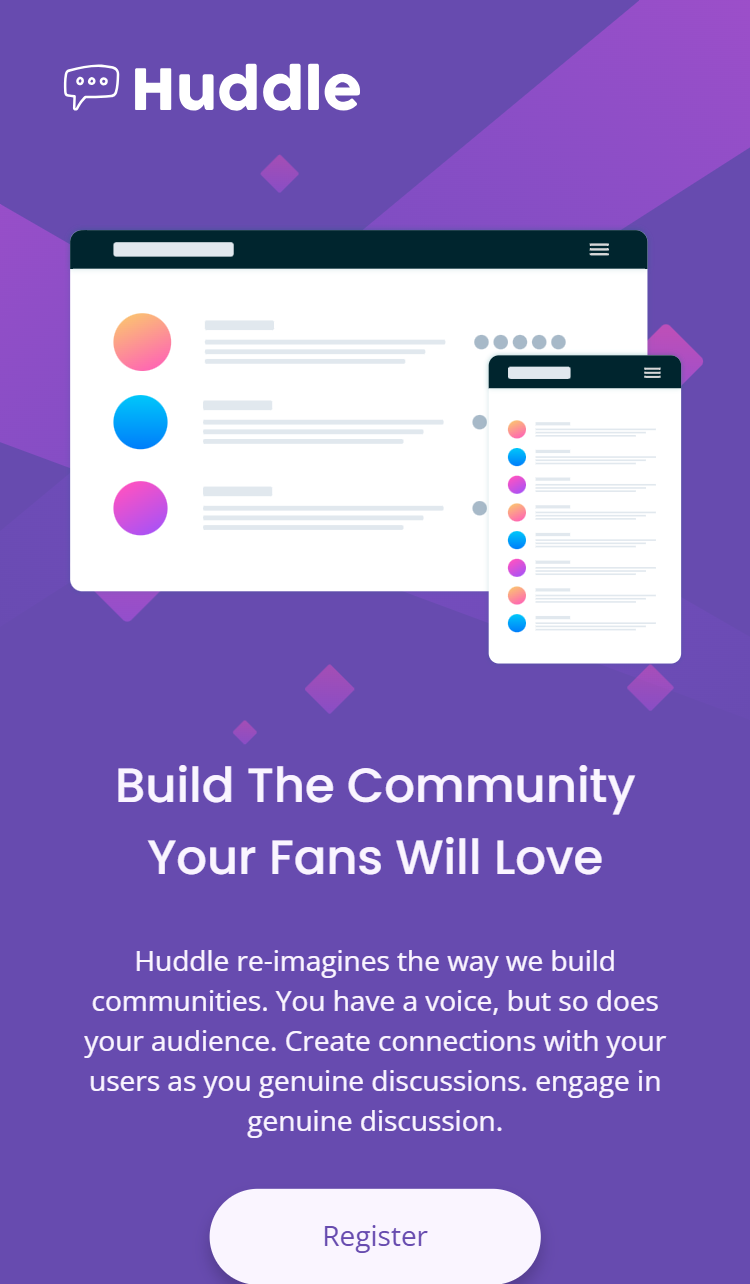 Huddle
Build The Community
Your Fans Will Love
Huddle re-imagines the way we build
communities. You have a voice, but so does
your audience. Create connections with your
users as you genuine discussions. engage in
genuine discussion.
Register